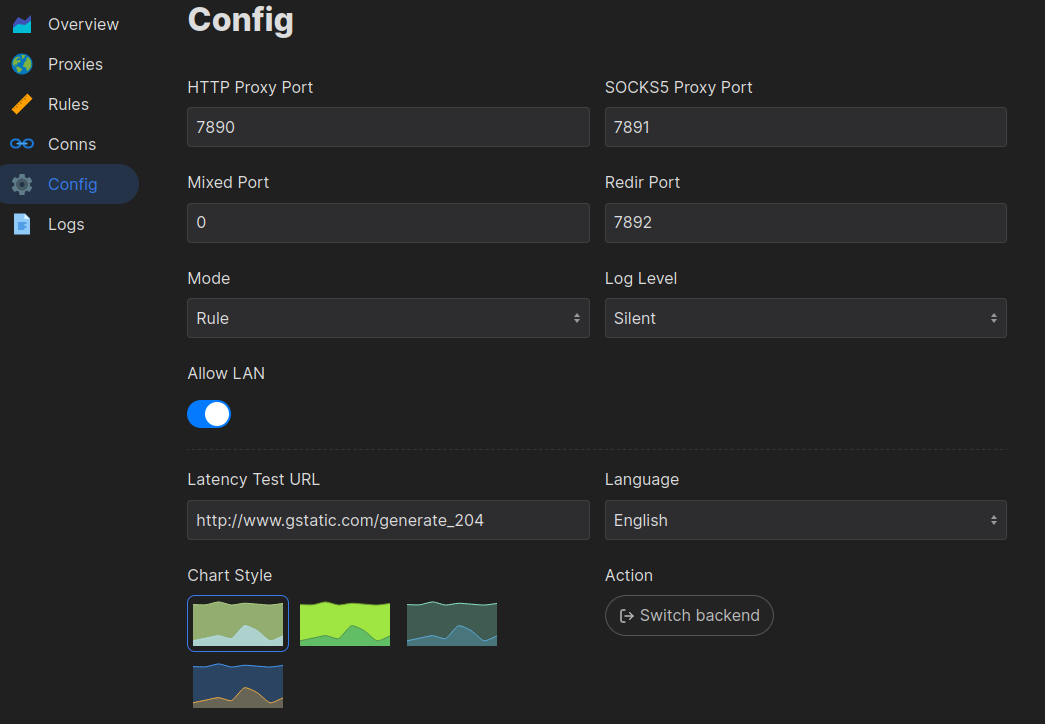 Overview
Proxies
Rules
Conns
Config
Logs
Config
HTTP Proxy Port
7890
SOCKS5 Proxy Port
7891
Mixed Port
0
Redir Port
7892
Mode
Rule
Log Level
Silent
Allow LAN
Latency Test URL
http://www.gstatic.com/generate_204
Language
English
Chart Style
Action
Switch backend